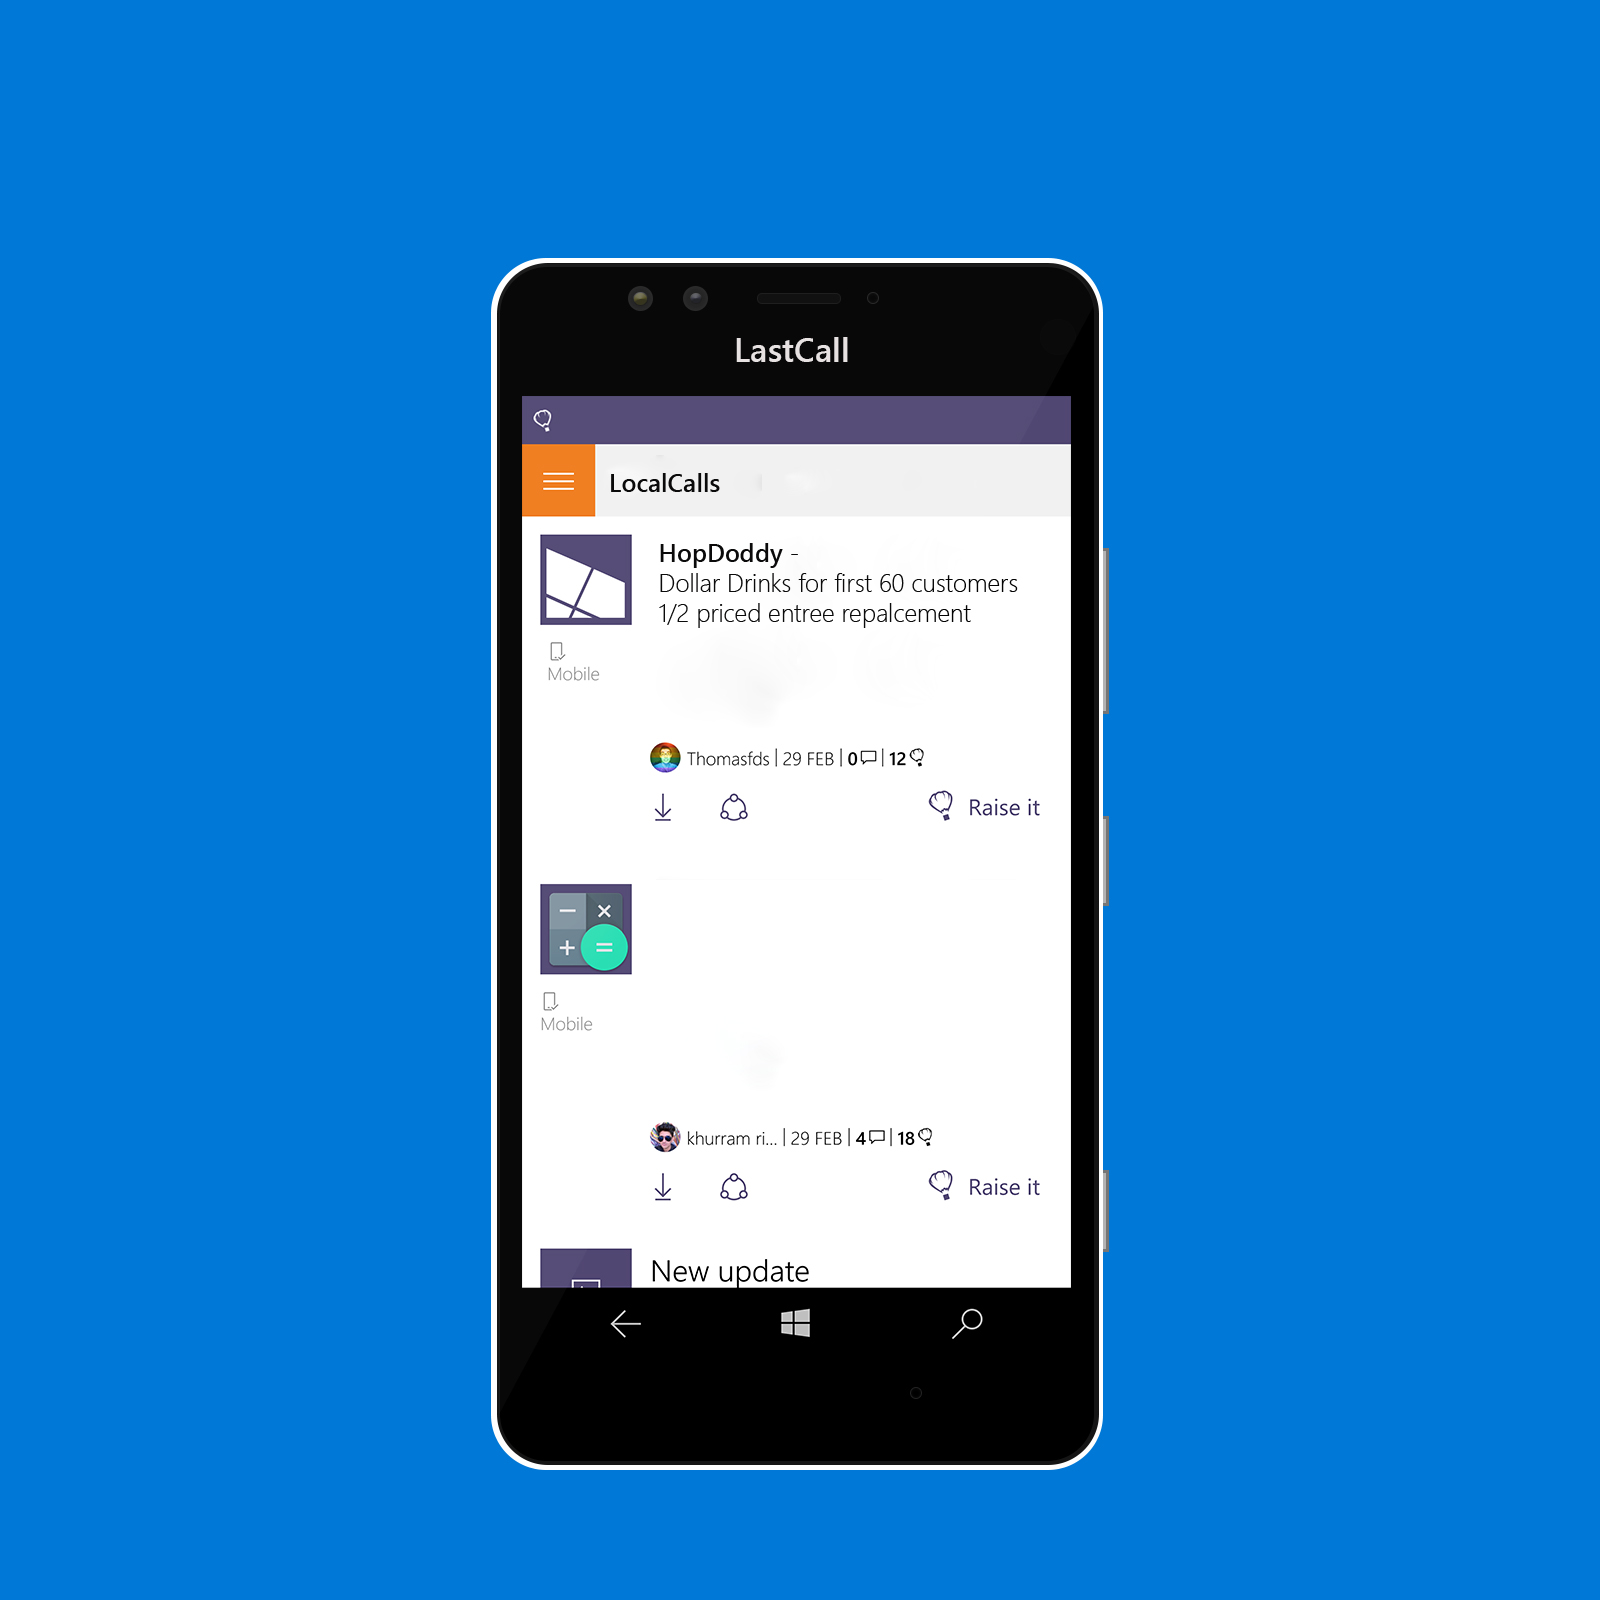 LastCall
LocalCalls
HopDoddy -
Dollar Drinks for first 60 customers
1/2 priced entree repalcement
Mobile
Thomasfds | 29 FEB | 0 | 12
Raise it
Mobile
khurram ri... | 29 FEB | 4 | 18
Raise it
New update